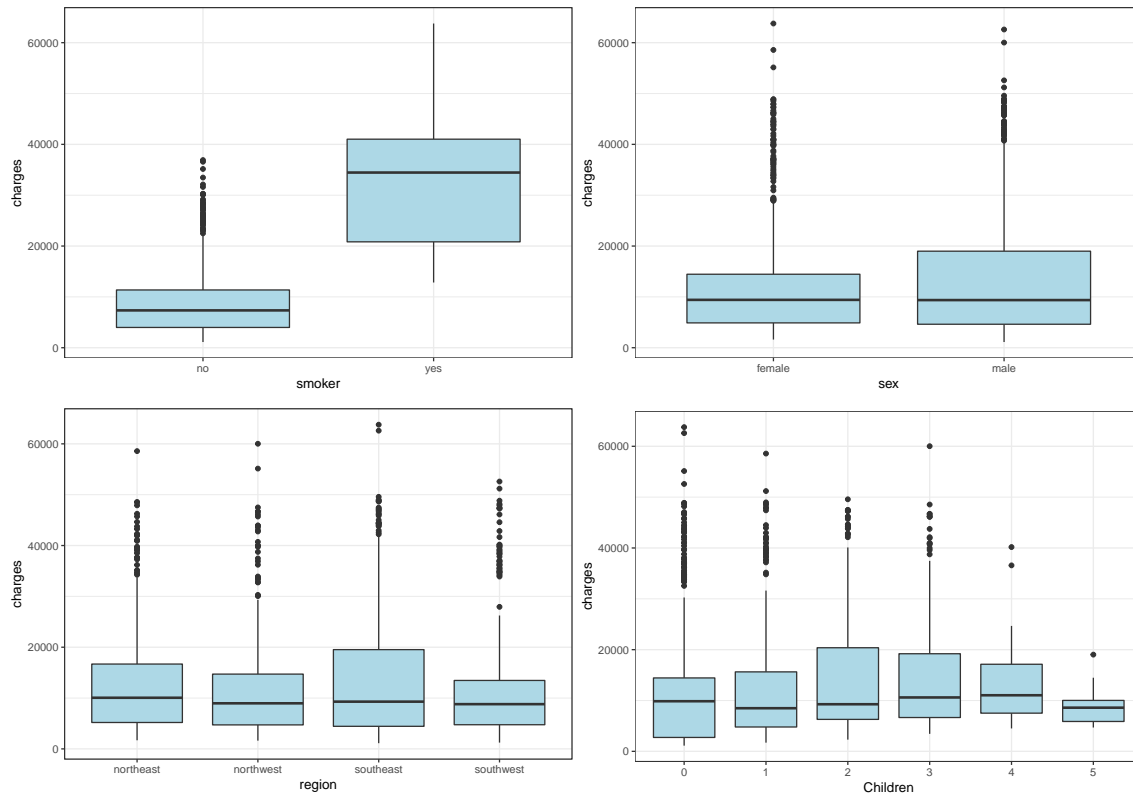 60000
40000
20000
0
charges
no
yes
smoker
60000
40000
20000
0
charges
female
male
sex
60000
40000
20000
0
charges
northeast
northwest
southeast
southwest
region
60000
40000
20000
0
charges
0
1
2
3
4
5
Children